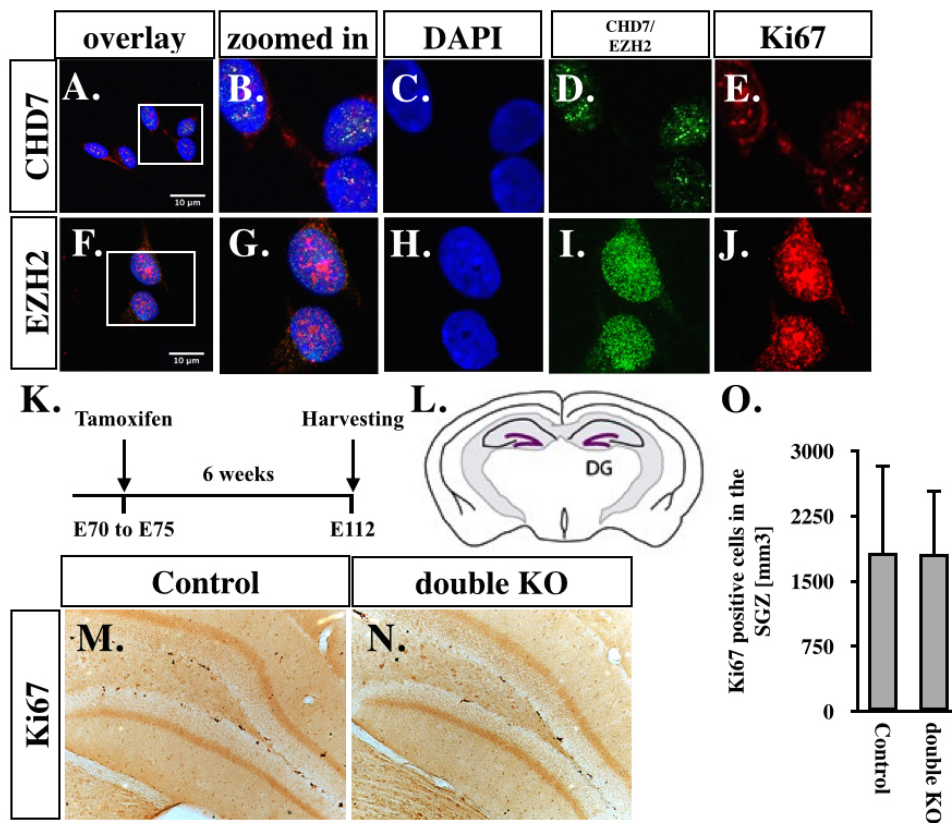 overlay zoomed in DAPI CHD7/ Ki67
EZH2
CHD7
A. B. C. D. E.
10 μm
EZH2
F. G. H. I. J.
10 μm
K.
Tamoxifen Harvesting
6 weeks
E70 to E75 E112
L.
DG
O.
Ki67 positive cells in the
SGZ [mm3]
3000
2250
1500
750
0
Control
double KO
Control double KO
Ki67
M. N.